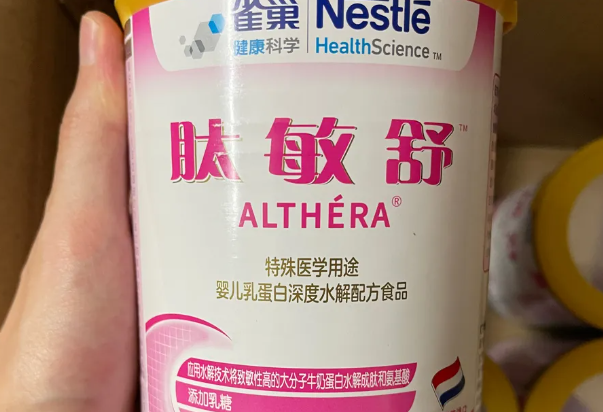 雀巢
健康科学
Nestlé
HealthScience TM
肽敏舒 TM
ALTHÉRA®
特殊医学用途
婴儿乳蛋白深度水解配方食品
应用水解技术将致敏性高的大分子牛奶蛋白水解成肽和氨基酸
添加乳糖